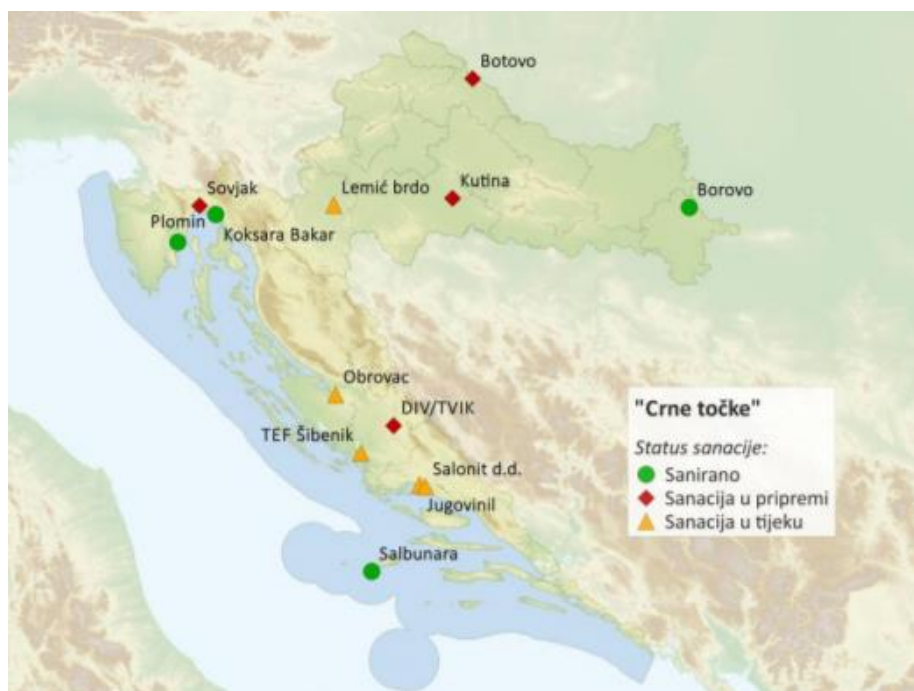 Botovo
Sovjak
Lemić brdo
Kutina
Borovo
Plomin
Koksara Bakar
Obrovac
DIV/TVIK
TEF Šibenik
Salonit d.d.
Jugovinil
Salbunara
"Crne točke"
Status sanacije:
Sanirano
Sanacija u pripremi
Sanacija u tijeku